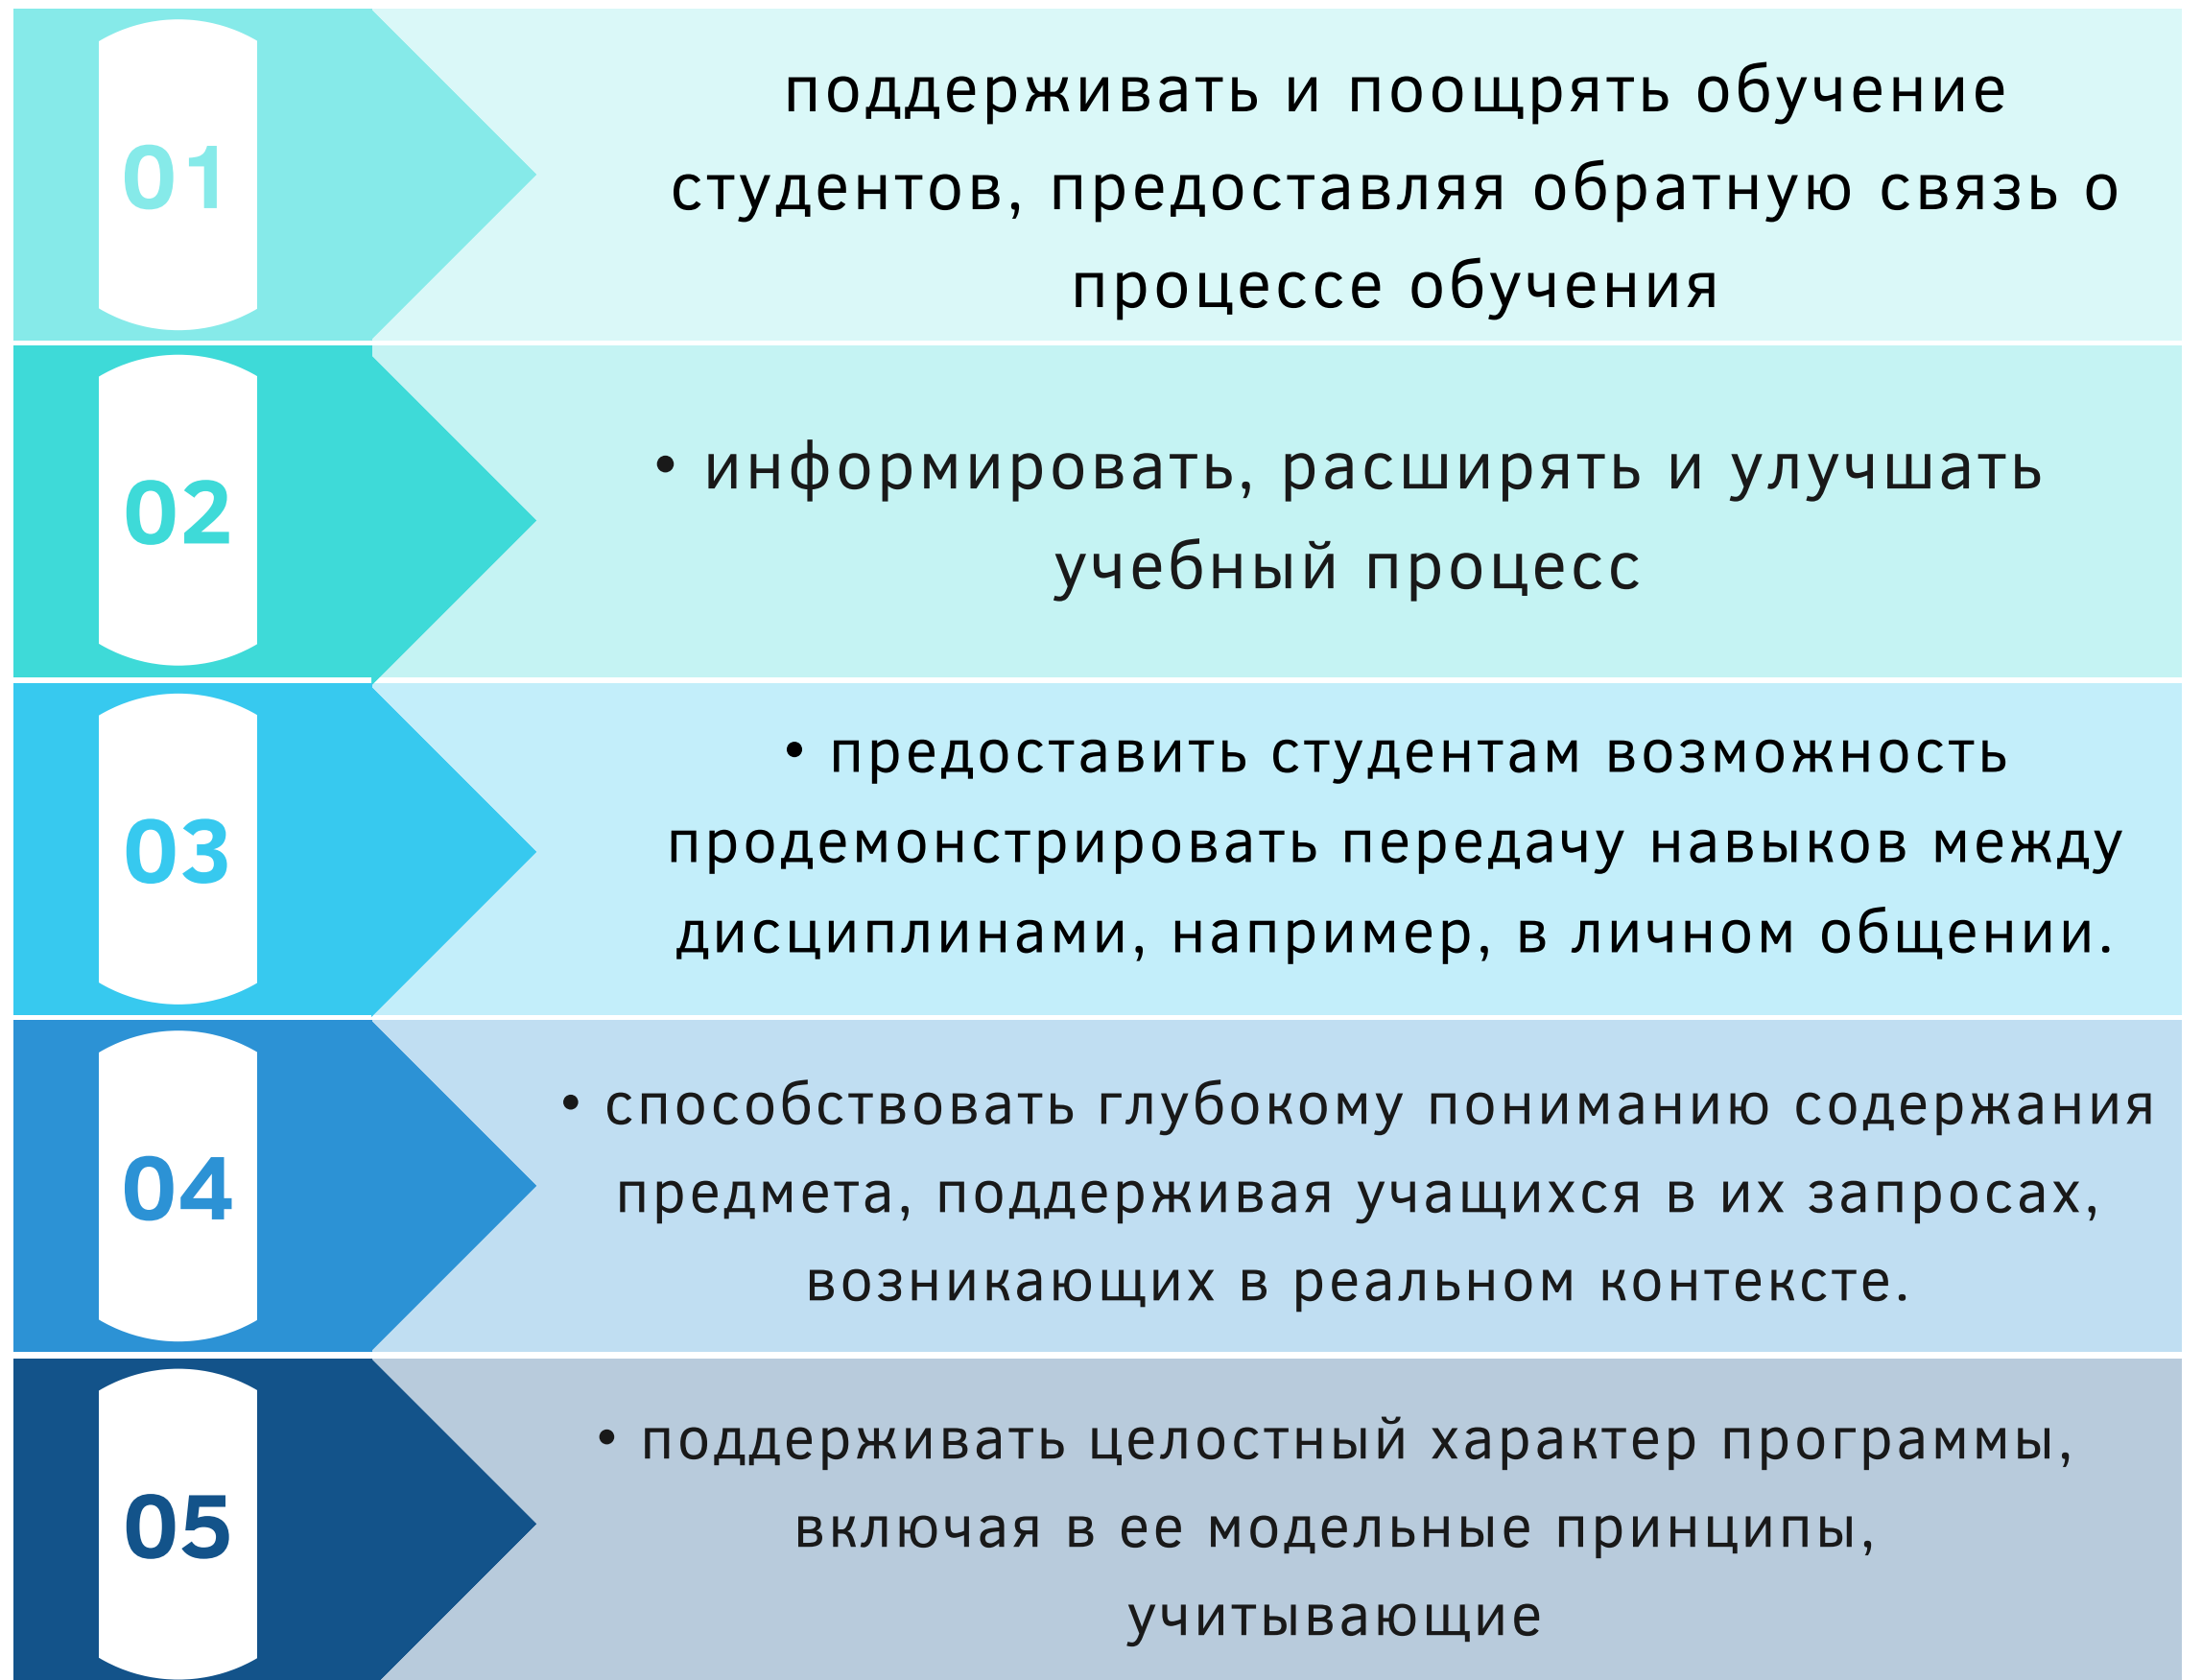 01
поддерживать и поощрять обучение
студентов, предоставляя обратную связь о
процессе обучения
02
• информировать, расширять и улучшать
учебный процесс
03
• предоставить студентам возможность
продемонстрировать передачу навыков между
дисциплинами, например, в личном общении.
04
• способствовать глубокому пониманию содержания
предмета, поддерживая учащихся в их запросах,
возникающих в реальном контексте.
05
• поддерживать целостный характер программы,
включая в ее модельные принципы,
учитывающие